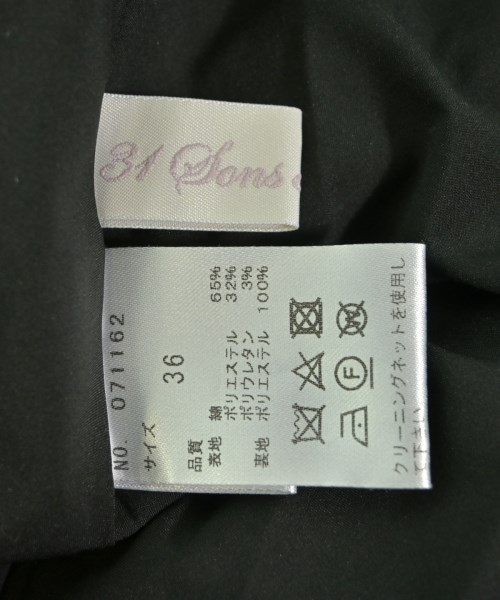 31 Sons
NO. 071162
サイズ
36
品質
表地 綿 65%
ポリエステル 32%
ポリウレタン 3%
裏地 ポリエステル 100%
F W
クリーニングネットを使用し
て下さい